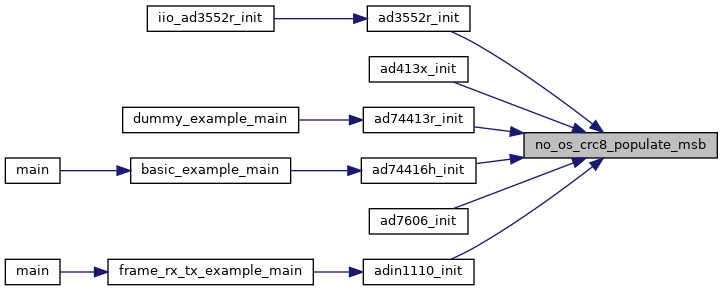 iio_ad3552r_init
ad3552r_init
ad413x_init
dummy_example_main
ad74413r_init
no_os_crc8_populate_msb
main
basic_example_main
ad74416h_init
ad7606_init
main
frame_rx_tx_example_main
adin1110_init